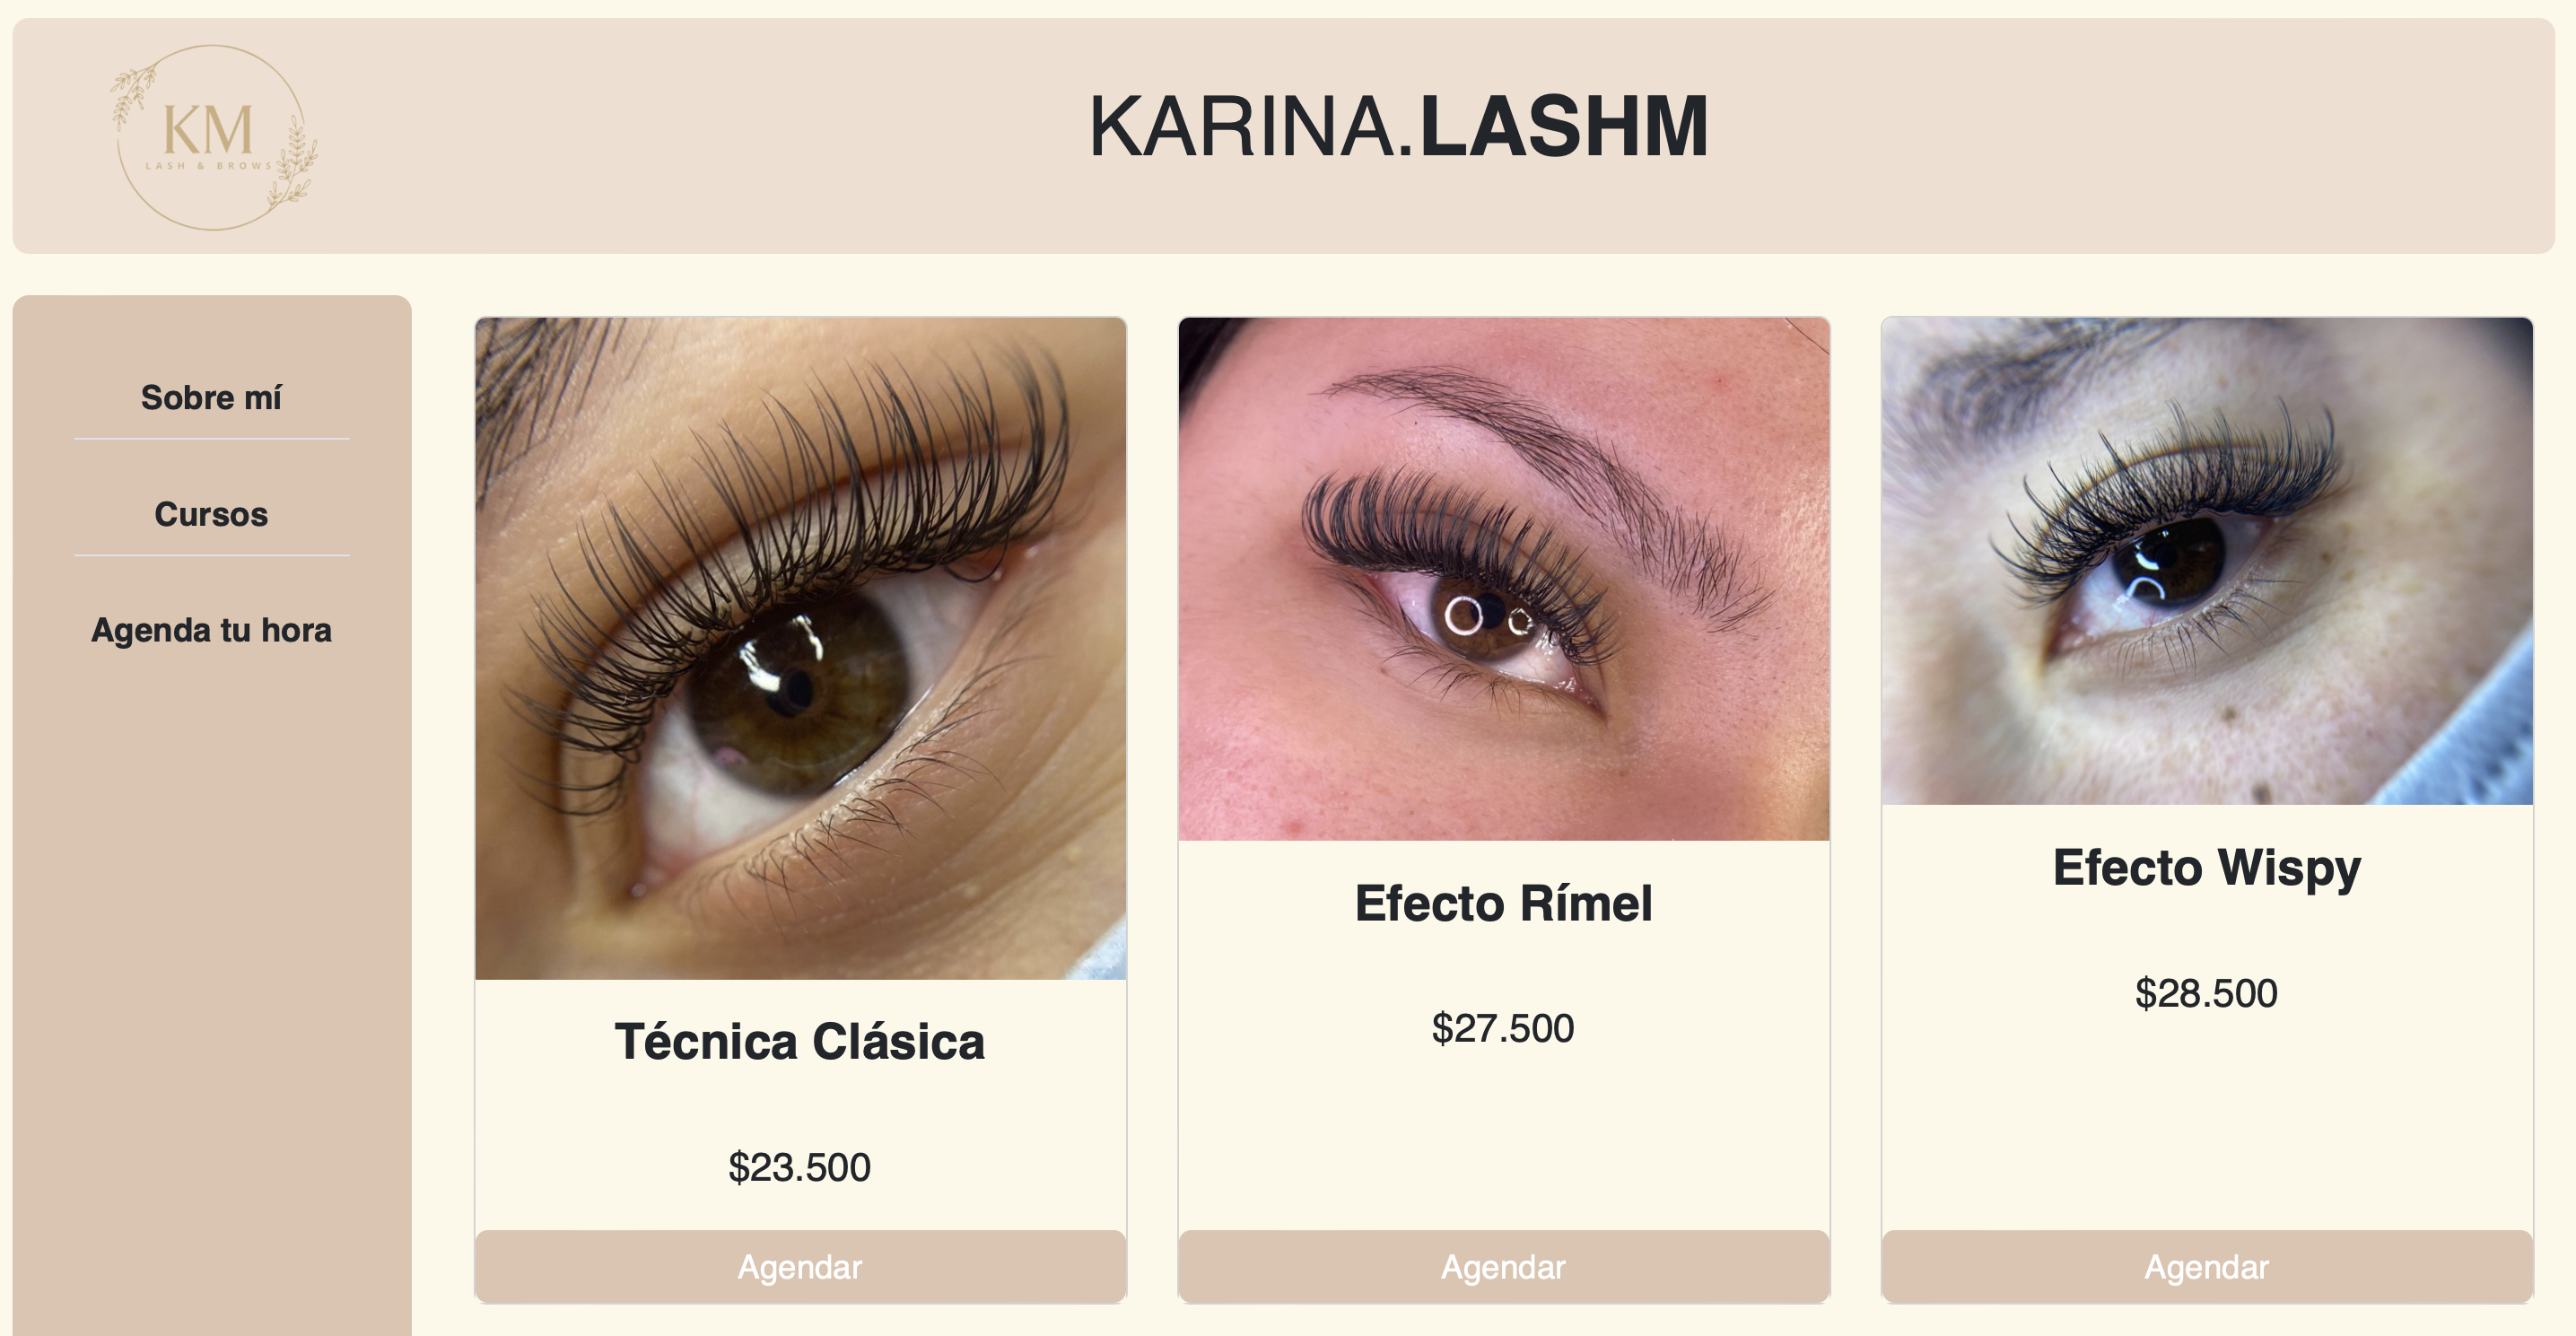 KM
LASH & BROWS
KARINA.LASHM
Sobre mí
Cursos
Agenda tu hora
Técnica Clásica
$23.500
Agendar
Efecto Rímel
$27.500
Agendar
Efecto Wispy
$28.500
Agendar